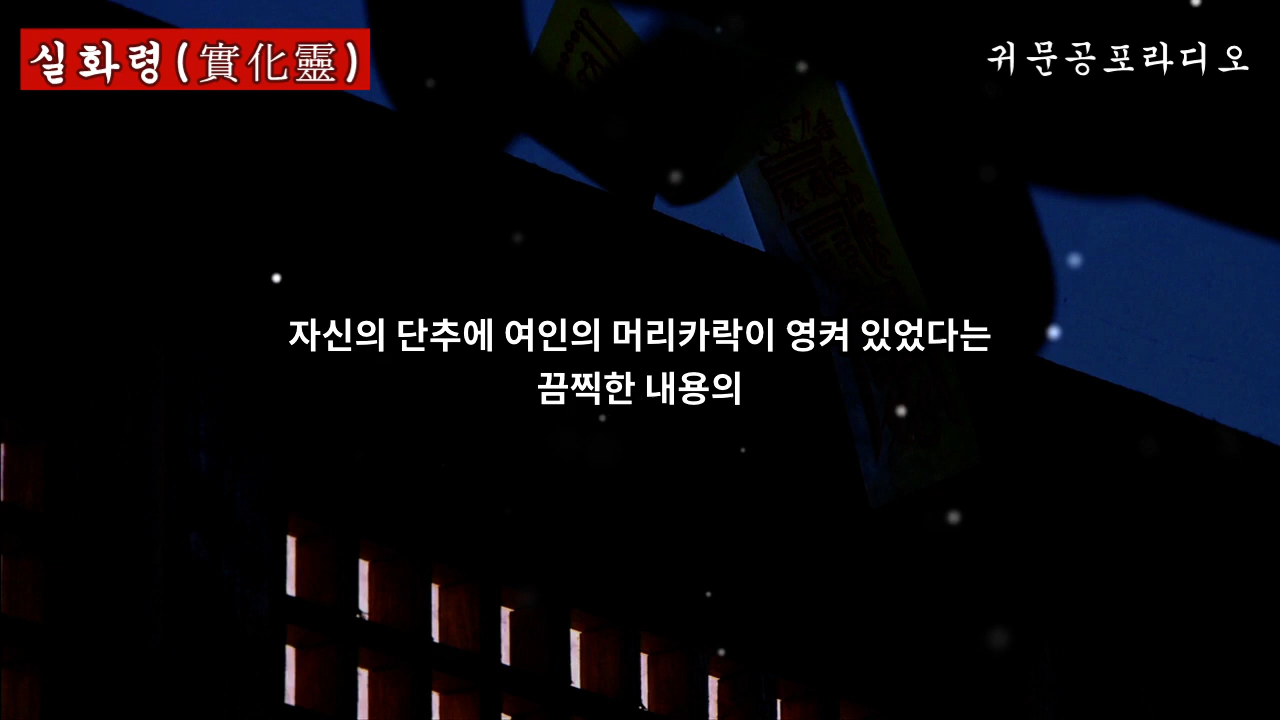 실화령(實化靈)
귀문공포라디오
자신의 단추에 여인의 머리카락이 영켜 있었다는
끔찍한 내용의